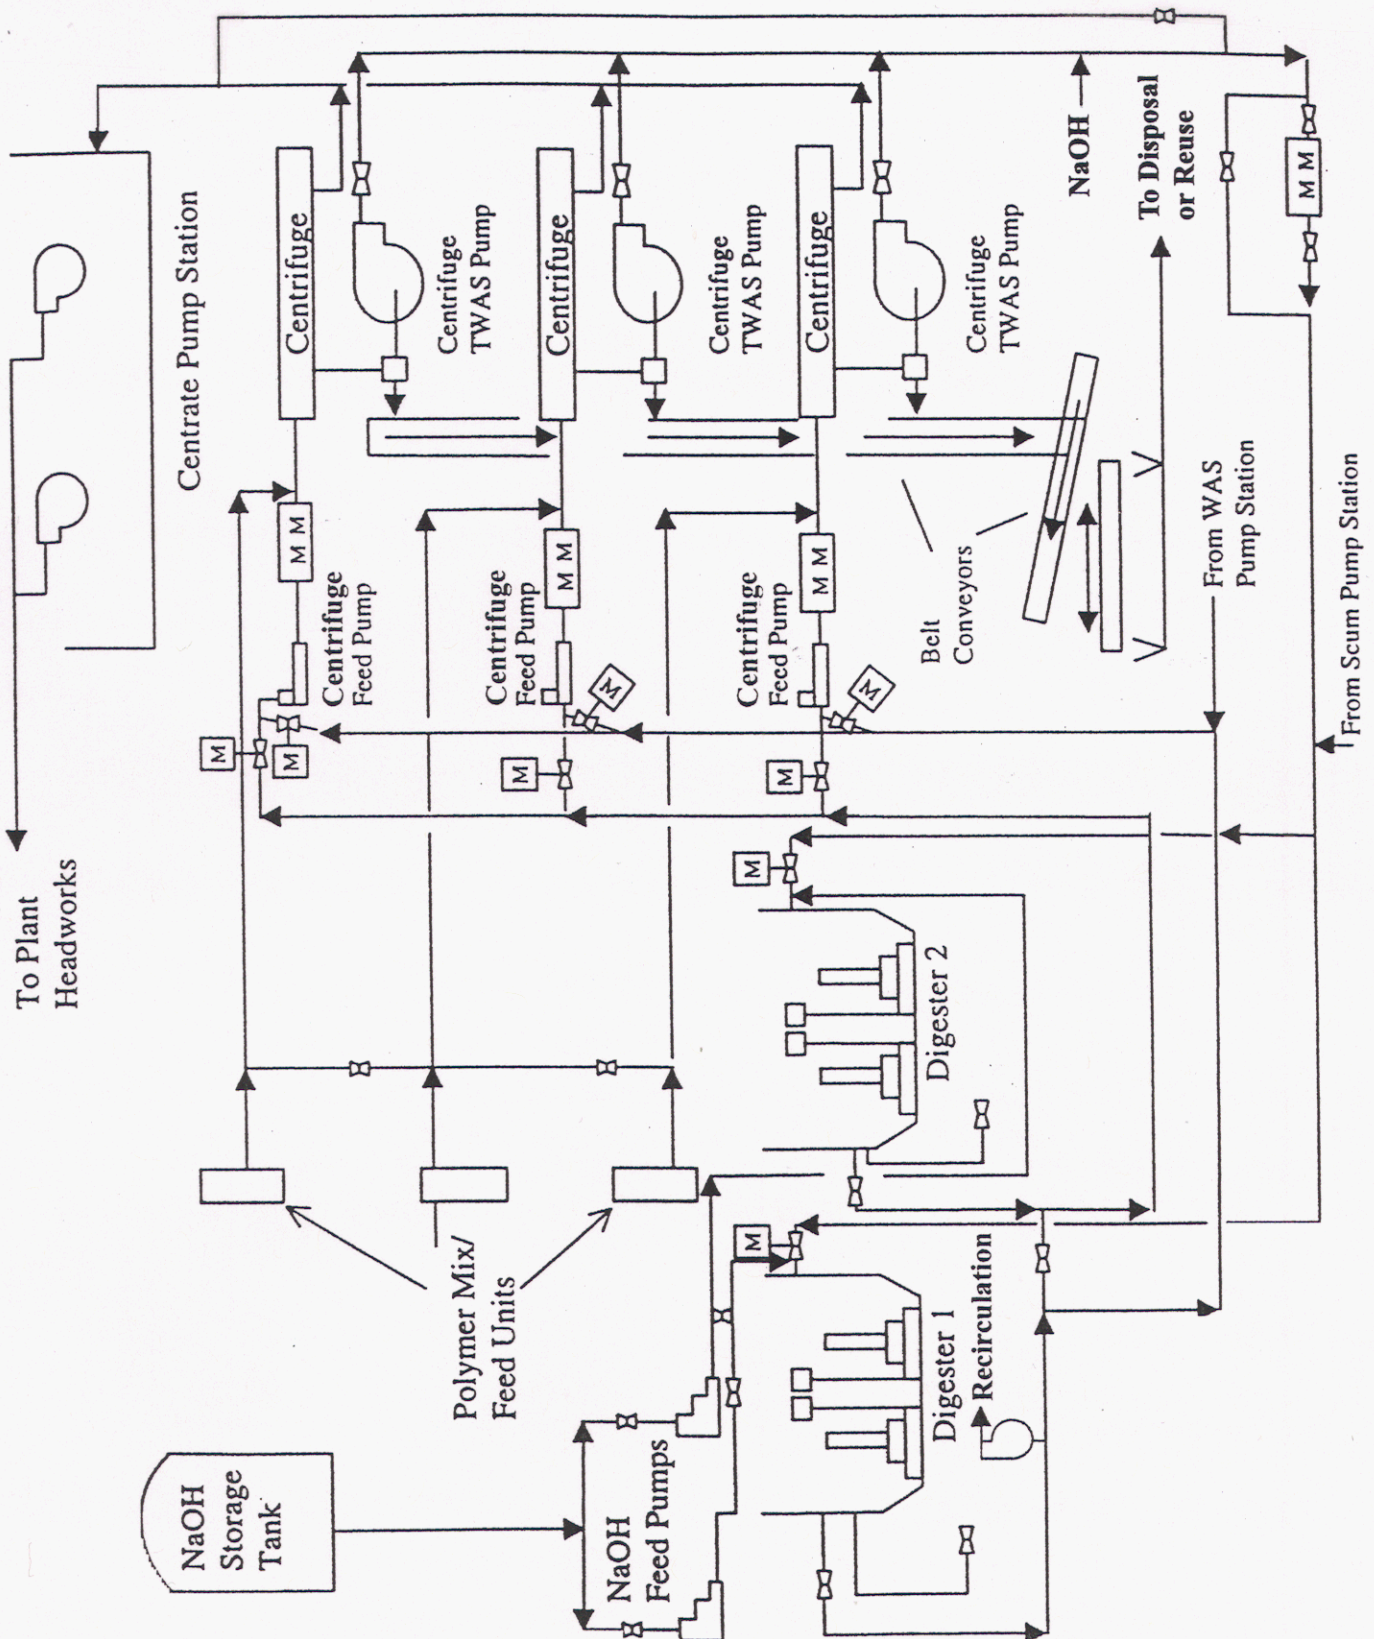 To Plant
Headworks
Centrate Pump Station
Centrifuge
Centrifuge
TWAS Pump
Centrifuge
Centrifuge
TWAS Pump
Centrifuge
Centrifuge
TWAS Pump
NaOH
To Disposal
or Reuse
M M
M M
Centrifuge
Feed Pump
M M
Centrifuge
Feed Pump
M M
Centrifuge
Feed Pump
Belt
Conveyors
From WAS
Pump Station
From Scum Pump Station
M
M
M
M
M
M
M
Digester 2
M
Digester 1
Recirculation
Polymer Mix/
Feed Units
NaOH
Storage
Tank
NaOH
Feed Pumps